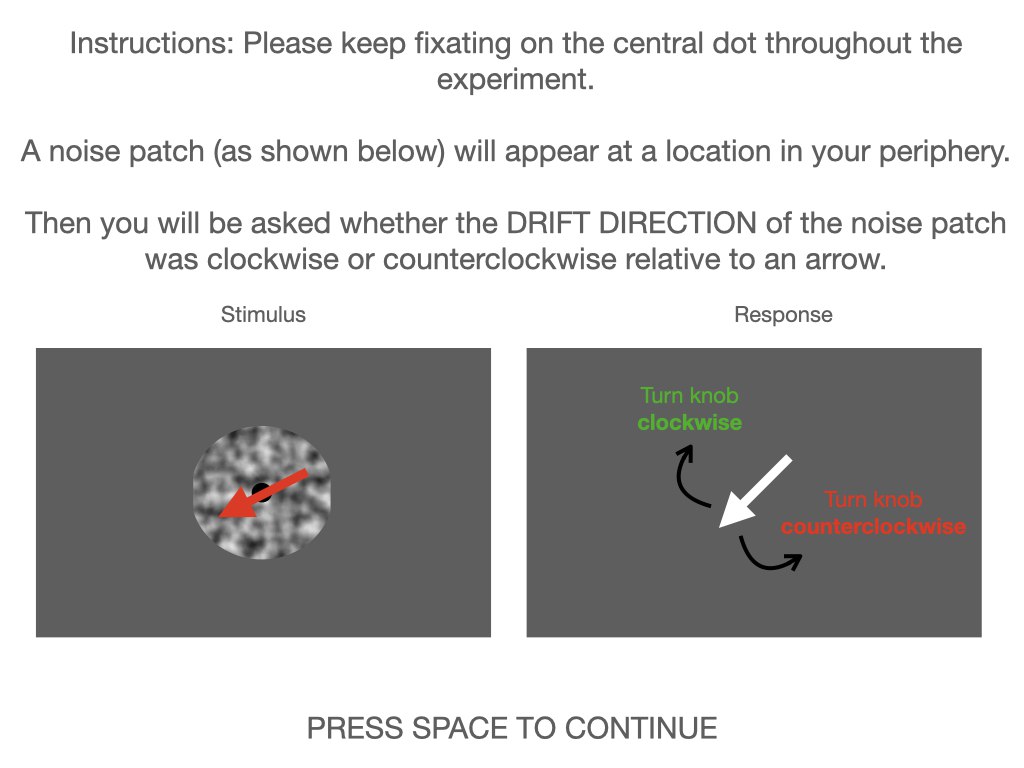 Instructions: Please keep fixating on the central dot throughout the
experiment.
A noise patch (as shown below) will appear at a location in your periphery.
Then you will be asked whether the DRIFT DIRECTION of the noise patch
was clockwise or counterclockwise relative to an arrow.
Stimulus
Response
Turn knob
clockwise
Turn knob
counterclockwise
PRESS SPACE TO CONTINUE